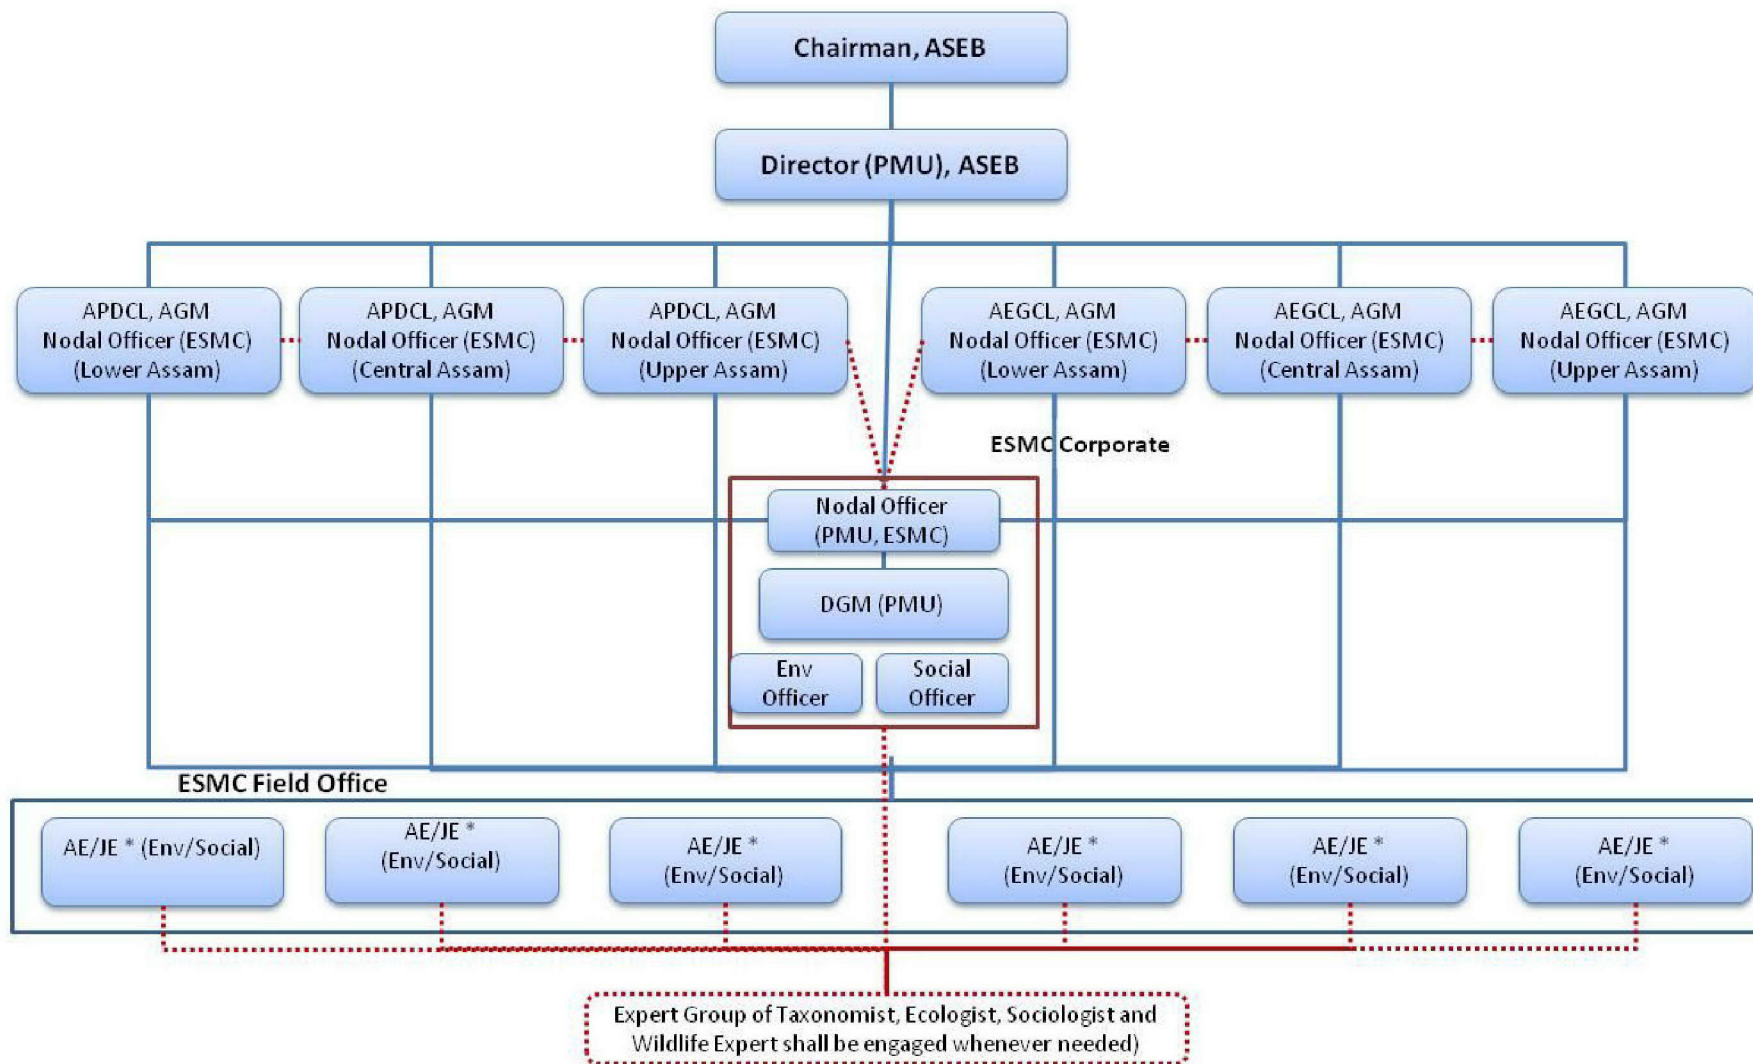 Chairman, ASEB
Director (PMU), ASEB
APDCL, AGM
Nodal Officer (ESMC)
(Lower Assam)
APDCL, AGM
Nodal Officer (ESMC)
(Central Assam)
APDCL, AGM
Nodal Officer (ESMC)
(Upper Assam)
AEGCL, AGM
Nodal Officer (ESMC)
(Lower Assam)
AEGCL, AGM
Nodal Officer (ESMC)
(Central Assam)
AEGCL, AGM
Nodal Officer (ESMC)
(Upper Assam)
ESMC Corporate
Nodal Officer
(PMU, ESMC)
DGM (PMU)
Env
Officer
Social
Officer
ESMC Field Office
AE/JE * (Env/Social)
AE/JE *
(Env/Social)
AE/JE *
(Env/Social)
AE/JE *
(Env/Social)
AE/JE *
(Env/Social)
AE/JE *
(Env/Social)
Expert Group of Taxonomist, Ecologist, Sociologist and
Wildlife Expert shall be engaged whenever needed)